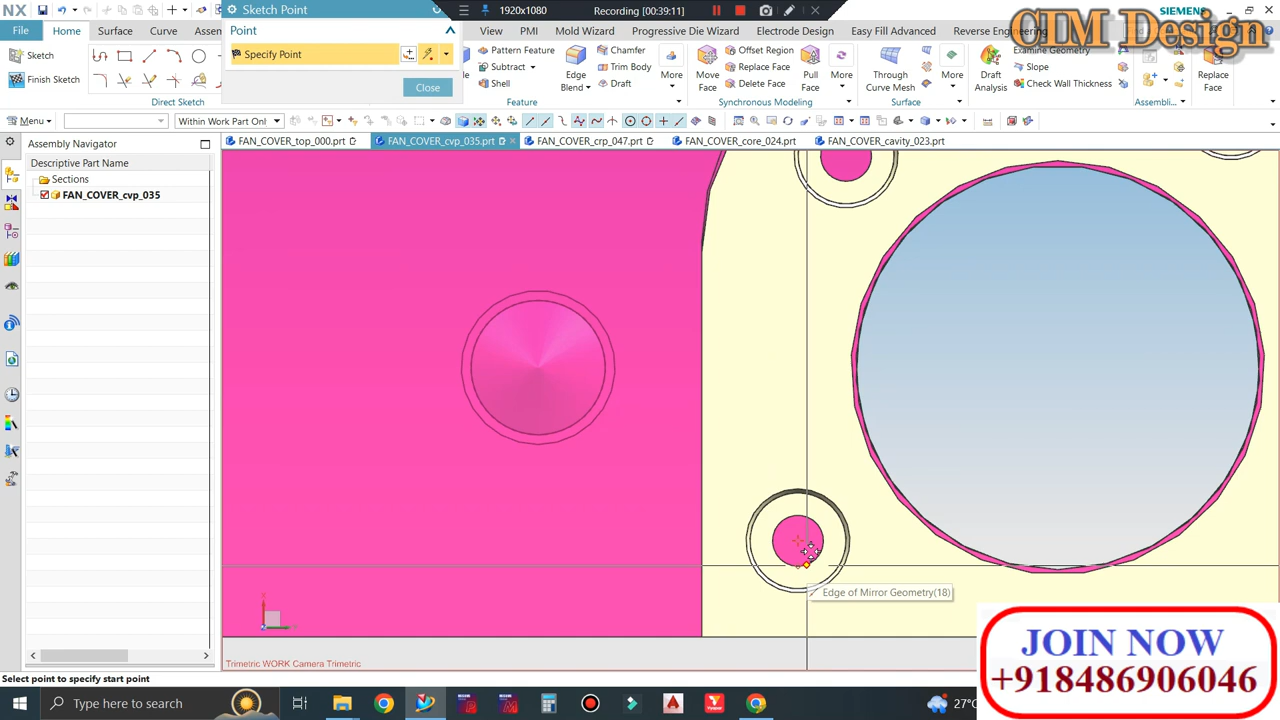 NX
Sketch Point
1920x1080
Recording [00:39:11]
SIEMENS
CTM Design
File
Home
Surface
Curve
View
PMI
Mold Wizard
Progressive Die Wizard
Electrode Design
Easy Fill Advanced
Reverse Engineering
Point
Specify Point
Close
Sketch
Finish Sketch
Direct Sketch
Pattern Feature
Subtract
Shell
Edge
Blend
Chamfer
Trim Body
Draft
More
Feature
Move
Face
Offset Region
Replace Face
Delete Face
Pull
Face
More
Synchronous Modeling
Through
Curve Mesh
More
Surface
Draft
Analysis
Examine Geometry
Slope
Check Wall Thickness
Assembli...
Replace
Face
Menu
Within Work Part Onl
Assembly Navigator
FAN_COVER_top_000.prt
FAN_COVER_cvp_035.prt
FAN_COVER_crp_047.prt
FAN_COVER_core_024.prt
FAN_COVER_cavity_023.prt
Descriptive Part Name
Sections
FAN_COVER_cvp_035
Edge of Mirror Geometry(18)
Trimetric WORK Camera Trimetric
Select point to specify start point
JOIN NOW
+918486906046
Type here to search
27°C